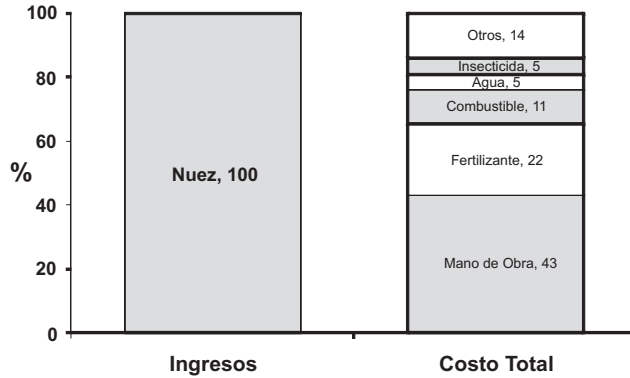 100
80
60
40
20
0
%
Nuez, 100
Otros, 14
Insecticida, 5
Agua, 5
Combustible, 11
Fertilizante, 22
Mano de Obra, 43
Ingresos
Costo Total